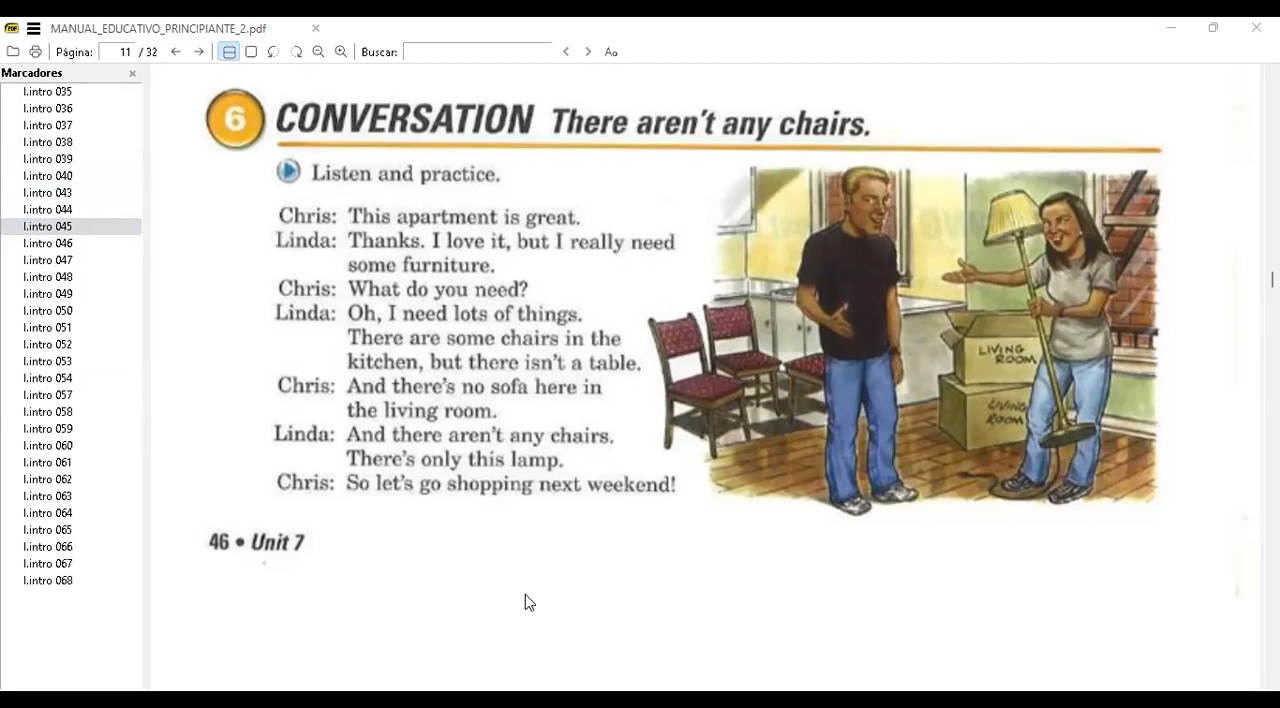 MANUAL_EDUCATIVO_PRINCIPIANTE_2.pdf
Página: 11 / 32
Buscar:
Aa
Marcadores
I.intro 035
I.intro 036
I.intro 037
I.intro 038
I.intro 039
I.intro 040
I.intro 043
I.intro 044
I.intro 045
I.intro 046
I.intro 047
I.intro 048
I.intro 049
I.intro 050
I.intro 051
I.intro 052
I.intro 053
I.intro 054
I.intro 057
I.intro 058
I.intro 059
I.intro 060
I.intro 061
I.intro 062
I.intro 063
I.intro 064
I.intro 065
I.intro 066
I.intro 067
I.intro 068
6 CONVERSATION There aren't any chairs.
Listen and practice.
Chris: This apartment is great.
Linda: Thanks. I love it, but I really need
some furniture.
Chris: What do you need?
Linda: Oh, I need lots of things.
There are some chairs in the
kitchen, but there isn't a table.
Chris: And there's no sofa here in
the living room.
Linda: And there aren't any chairs.
There's only this lamp.
Chris: So let's go shopping next weekend!
LIVING
ROOM
LIVING
ROOM
46 • Unit 7